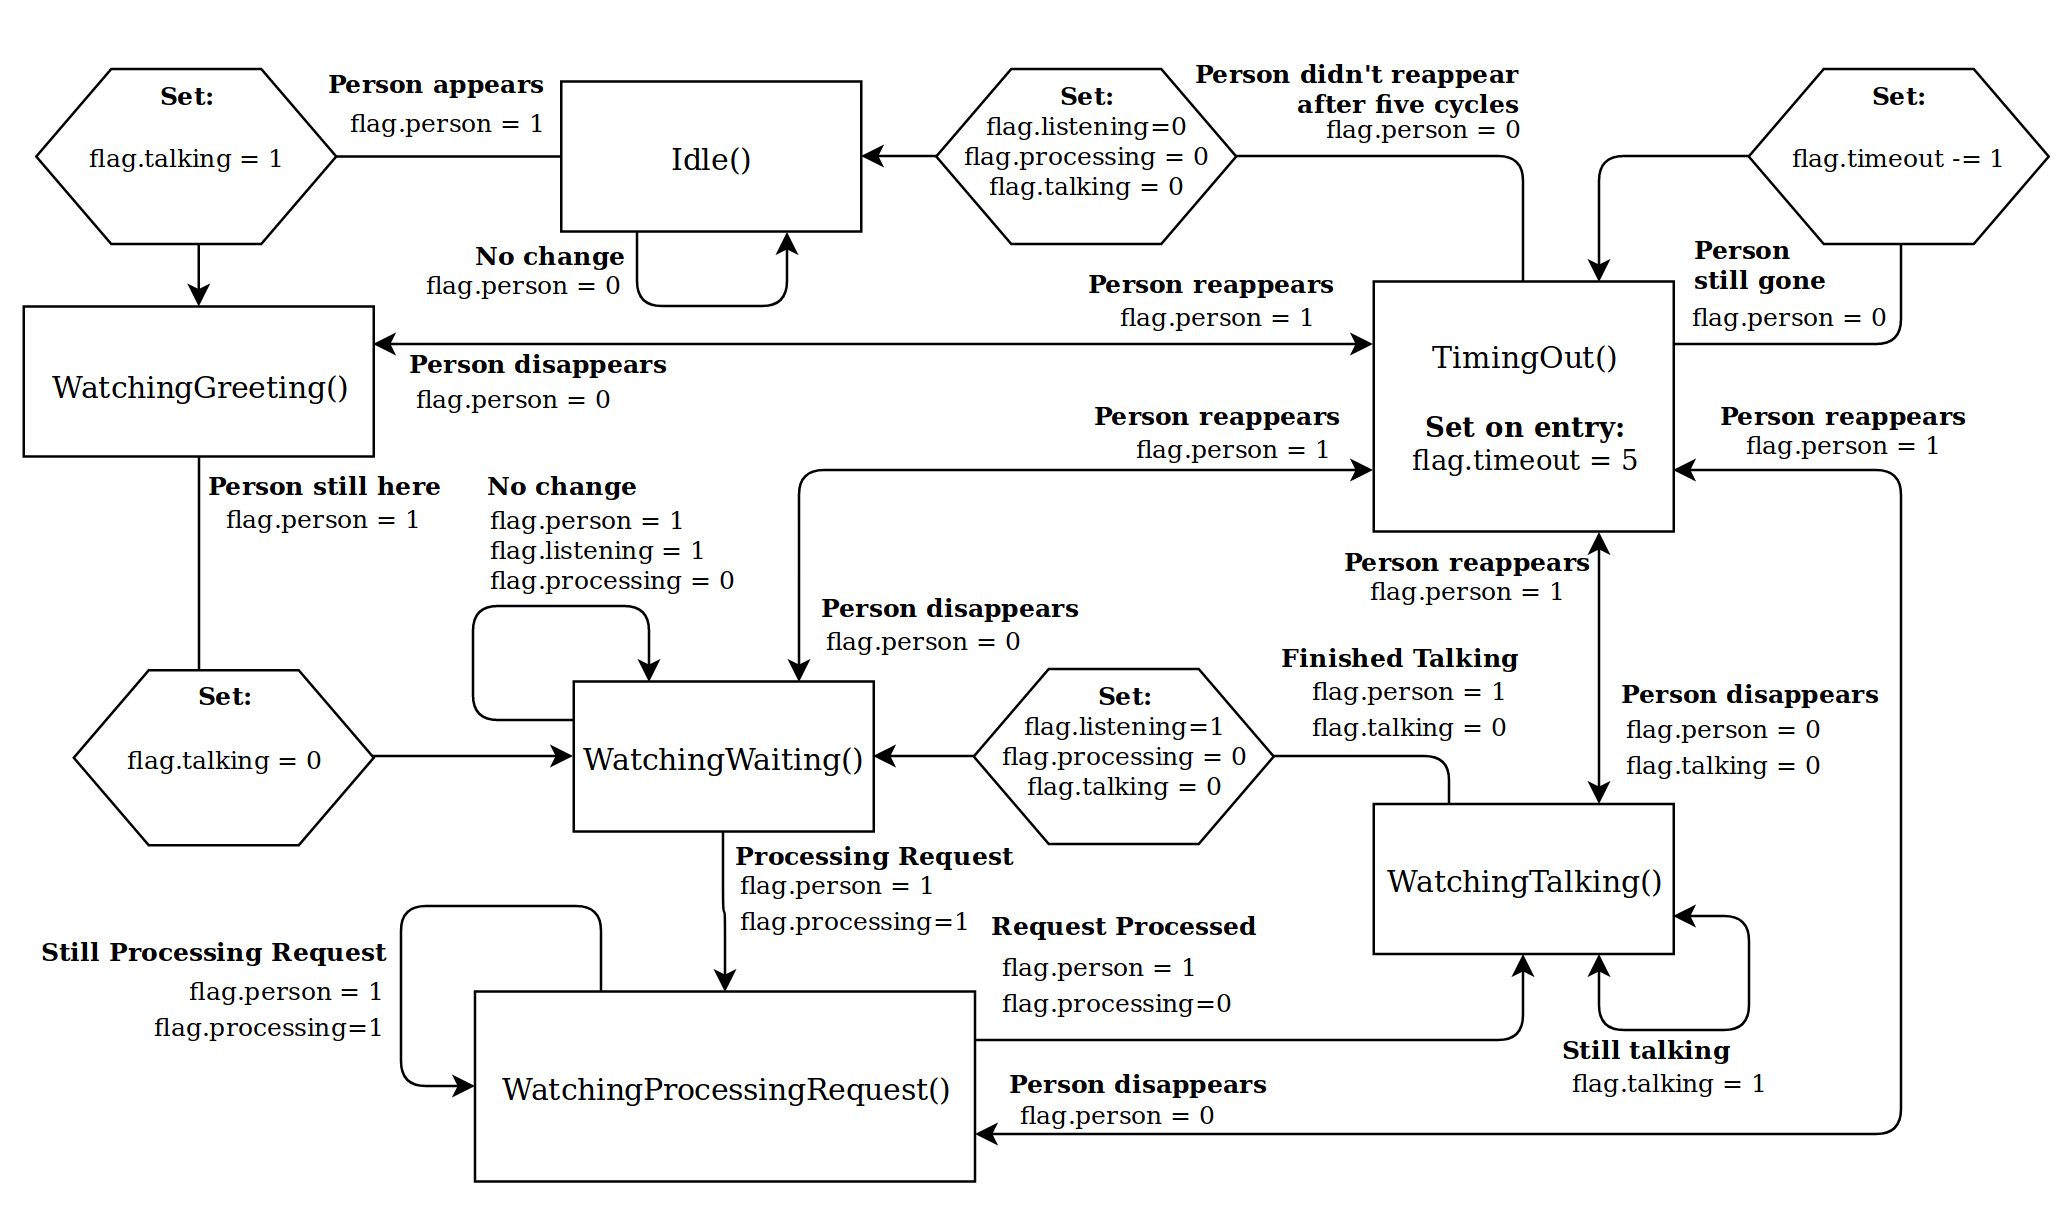 Set:
flag.talking = 1
Person appears
flag.person = 1
Idle()
Set:
flag.listening=0
flag.processing = 0
flag.talking = 0
Person didn't reappear
after five cycles
flag.person = 0
Set:
flag.timeout -= 1
No change
flag.person = 0
Person reappears
flag.person = 1
Person
still gone
flag.person = 0
WatchingGreeting()
Person disappears
flag.person = 0
TimingOut()
Set on entry:
flag.timeout = 5
Person reappears
flag.person = 1
Person reappears
flag.person = 1
Person still here
flag.person = 1
No change
flag.person = 1
flag.listening = 1
flag.processing = 0
Person disappears
flag.person = 0
Person reappears
flag.person = 1
Set:
flag.talking = 0
WatchingWaiting()
Set:
flag.listening=1
flag.processing = 0
flag.talking = 0
Finished Talking
flag.person = 1
flag.talking = 0
Person disappears
flag.person = 0
flag.talking = 0
WatchingTalking()
Processing Request
flag.person = 1
flag.processing=1
Still Processing Request
flag.person = 1
flag.processing=1
Request Processed
flag.person = 1
flag.processing=0
Still talking
flag.talking = 1
WatchingProcessingRequest()
Person disappears
flag.person = 0